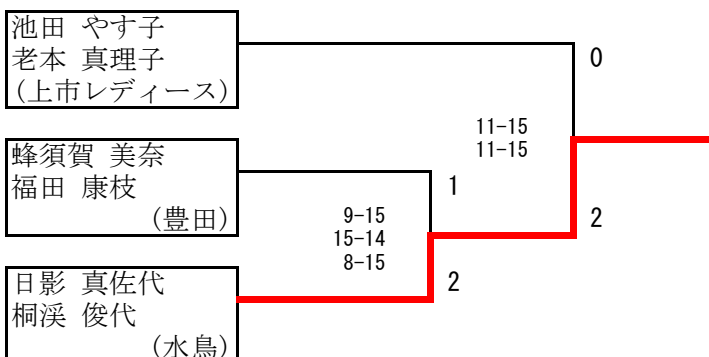 池田 やす子
老本 真理子
(上市レディース)
0
11-15
11-15
蜂須賀 美奈
福田 康枝
(豊田)
1
9-15
15-14
8-15
2
2
日影 真佐代
桐渓 俊代
(水鳥)